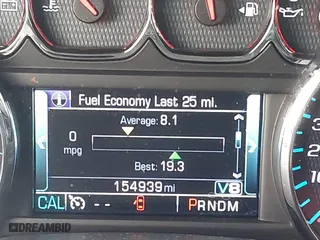 Fuel Economy Last 25 mi.
Average: 8.1
0
mpg
Best: 19.3
154939 mi
V8
CAL
--
PRNDM
DREAMBID